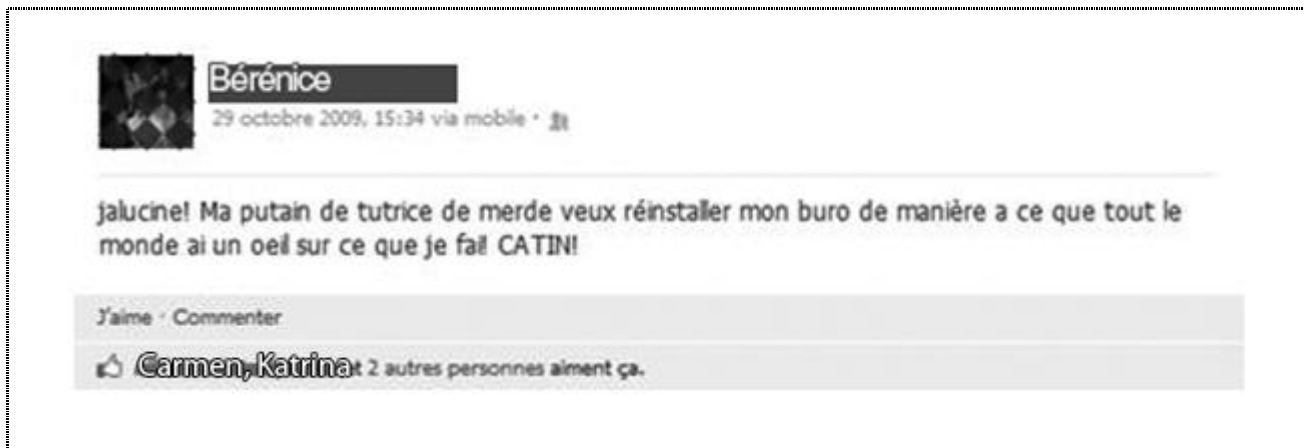 Bérénice
29 octobre 2009, 15:34 via mobile ·
jalucine! Ma putain de tutrice de merde veux réinstaller mon buro de manière a ce que tout le
monde ai un oeil sur ce que je fai! CATIN!
J'aime · Commenter
Carmen, Katrina t 2 autres personnes aiment ça.